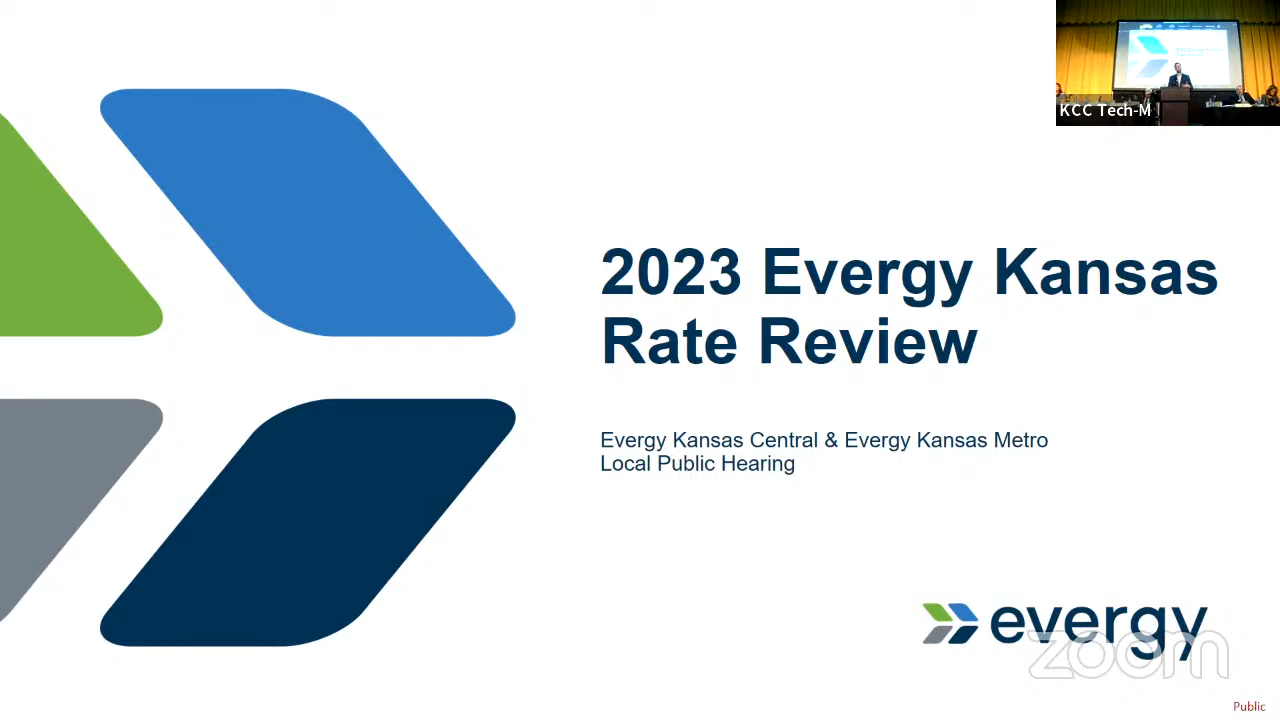 KCC Tech-M
2023 Evergy Kansas
Rate Review
Evergy Kansas Central & Evergy Kansas Metro
Local Public Hearing
evergy
zoom
Public